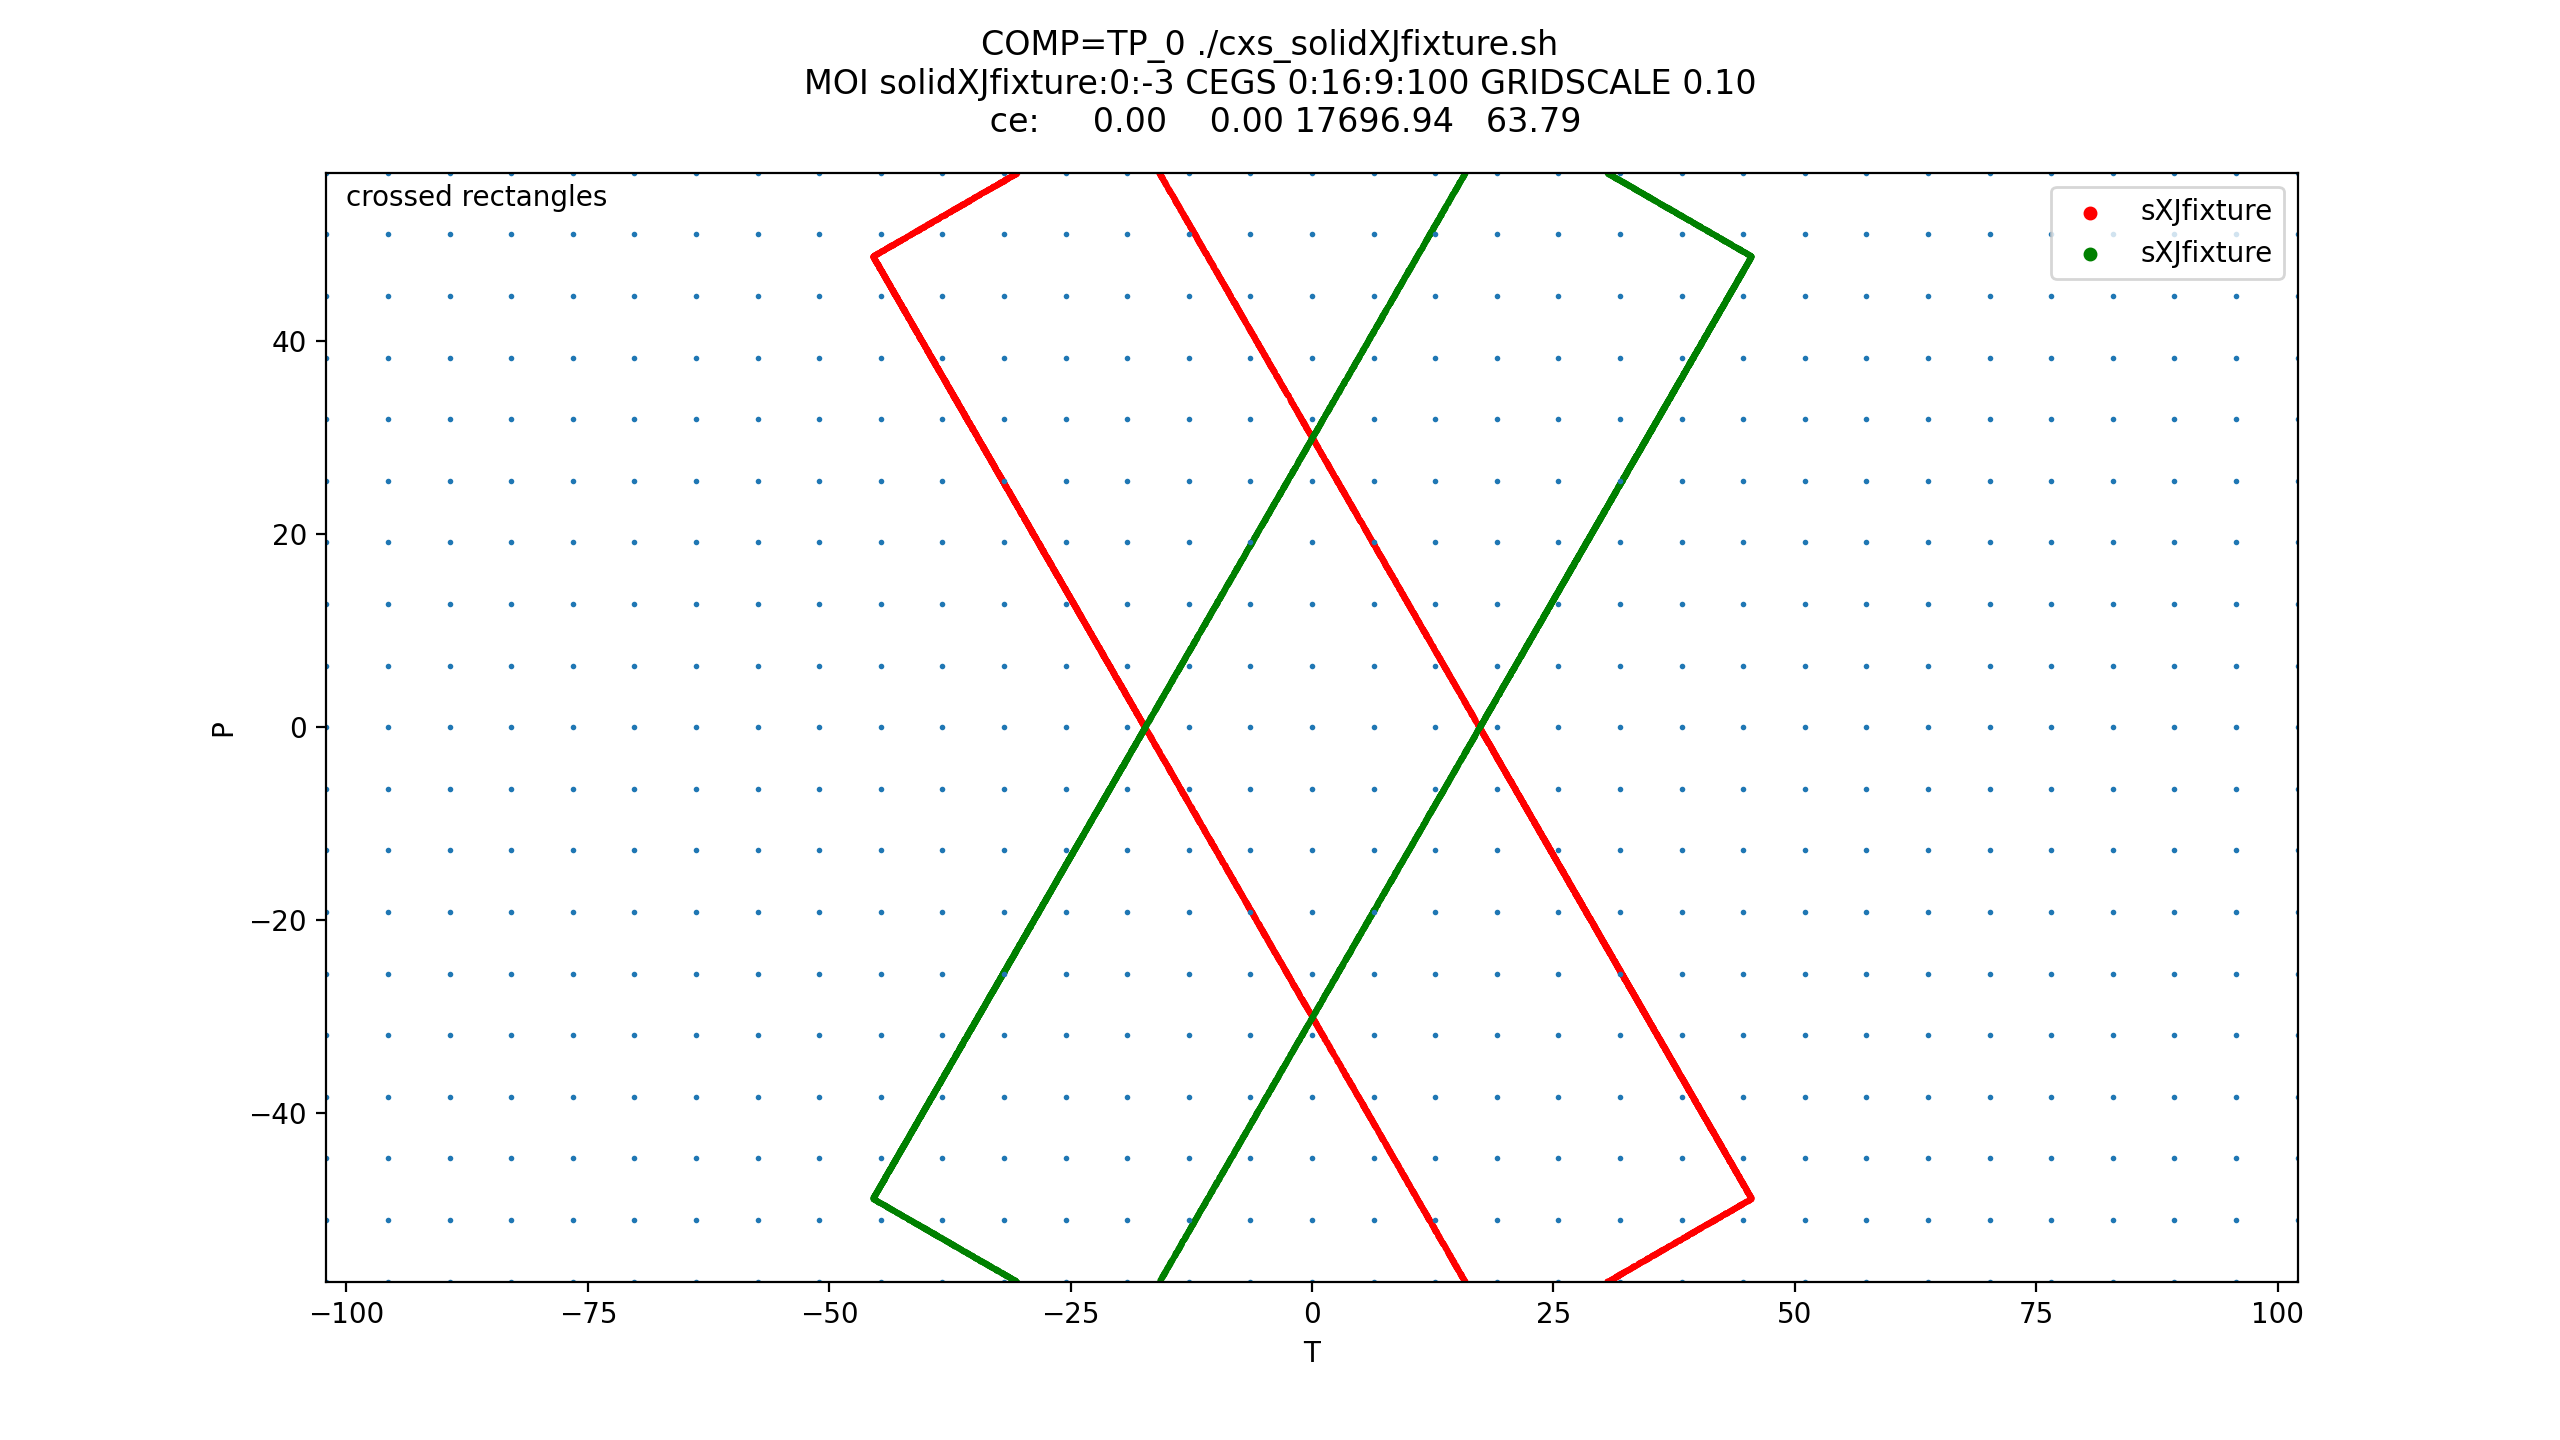 COMP=TP_0 ./cxs_solidXJfixture.sh
MOI solidXJfixture:0:-3 CEGS 0:16:9:100 GRIDSCALE 0.10
ce: 0.00 0.00 17696.94 63.79
crossed rectangles
sXJfixture
sXJfixture
40
20
0
−20
−40
P
−100
−75
−50
−25
0
25
50
75
100
T